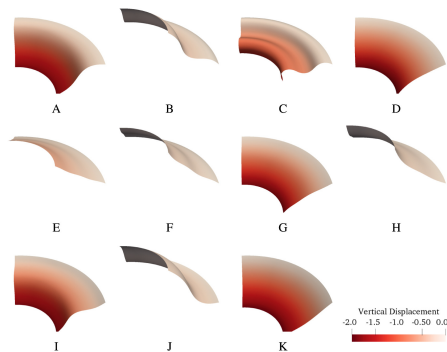 A B C D
E F G H
I J K
Vertical Displacement
-2.0 -1.5 -1.0 -0.50 0.0